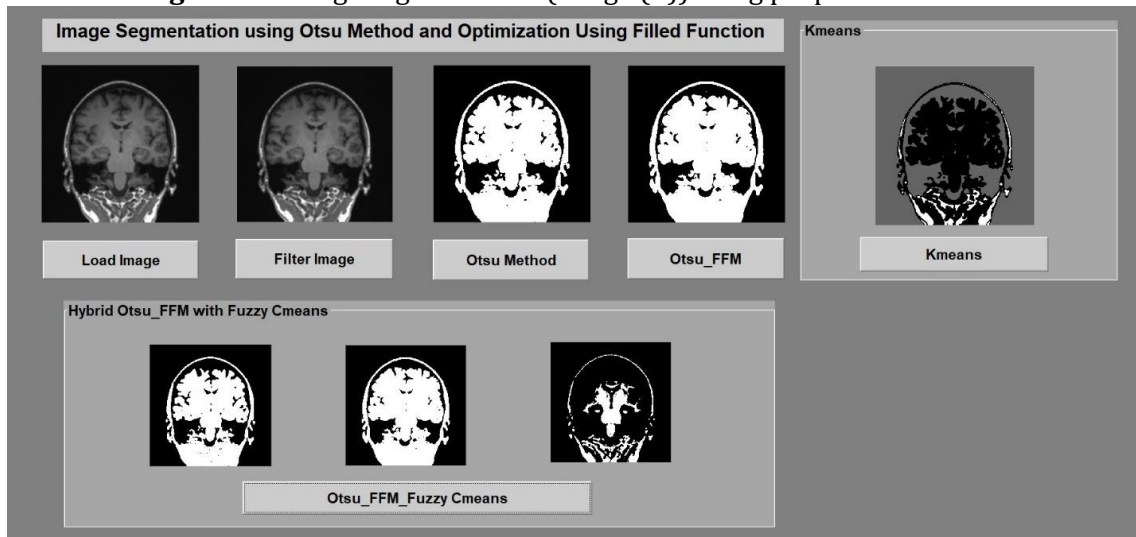 Image Segmentation using Otsu Method and Optimization Using Filled Function
Kmeans
Load Image
Filter Image
Otsu Method
Otsu_FFM
Kmeans
Hybrid Otsu_FFM with Fuzzy Cmeans
Otsu_FFM_Fuzzy Cmeans